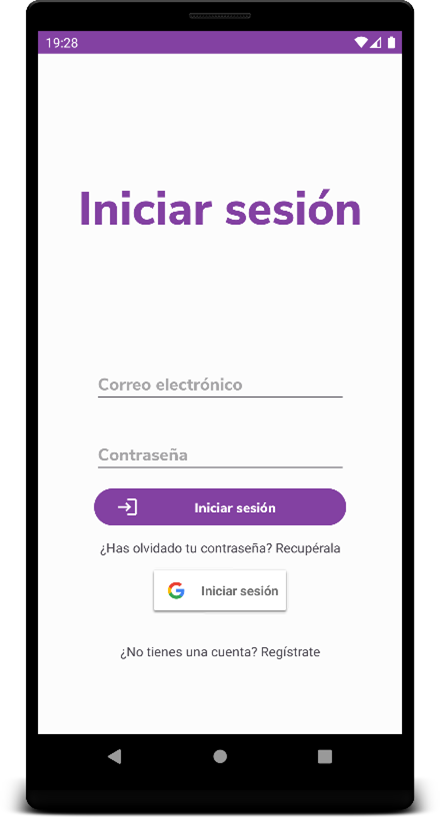 19:28
Iniciar sesión
Correo electrónico
Contraseña
Iniciar sesión
¿Has olvidado tu contraseña? Recupérala
Iniciar sesión
¿No tienes una cuenta? Regístrate